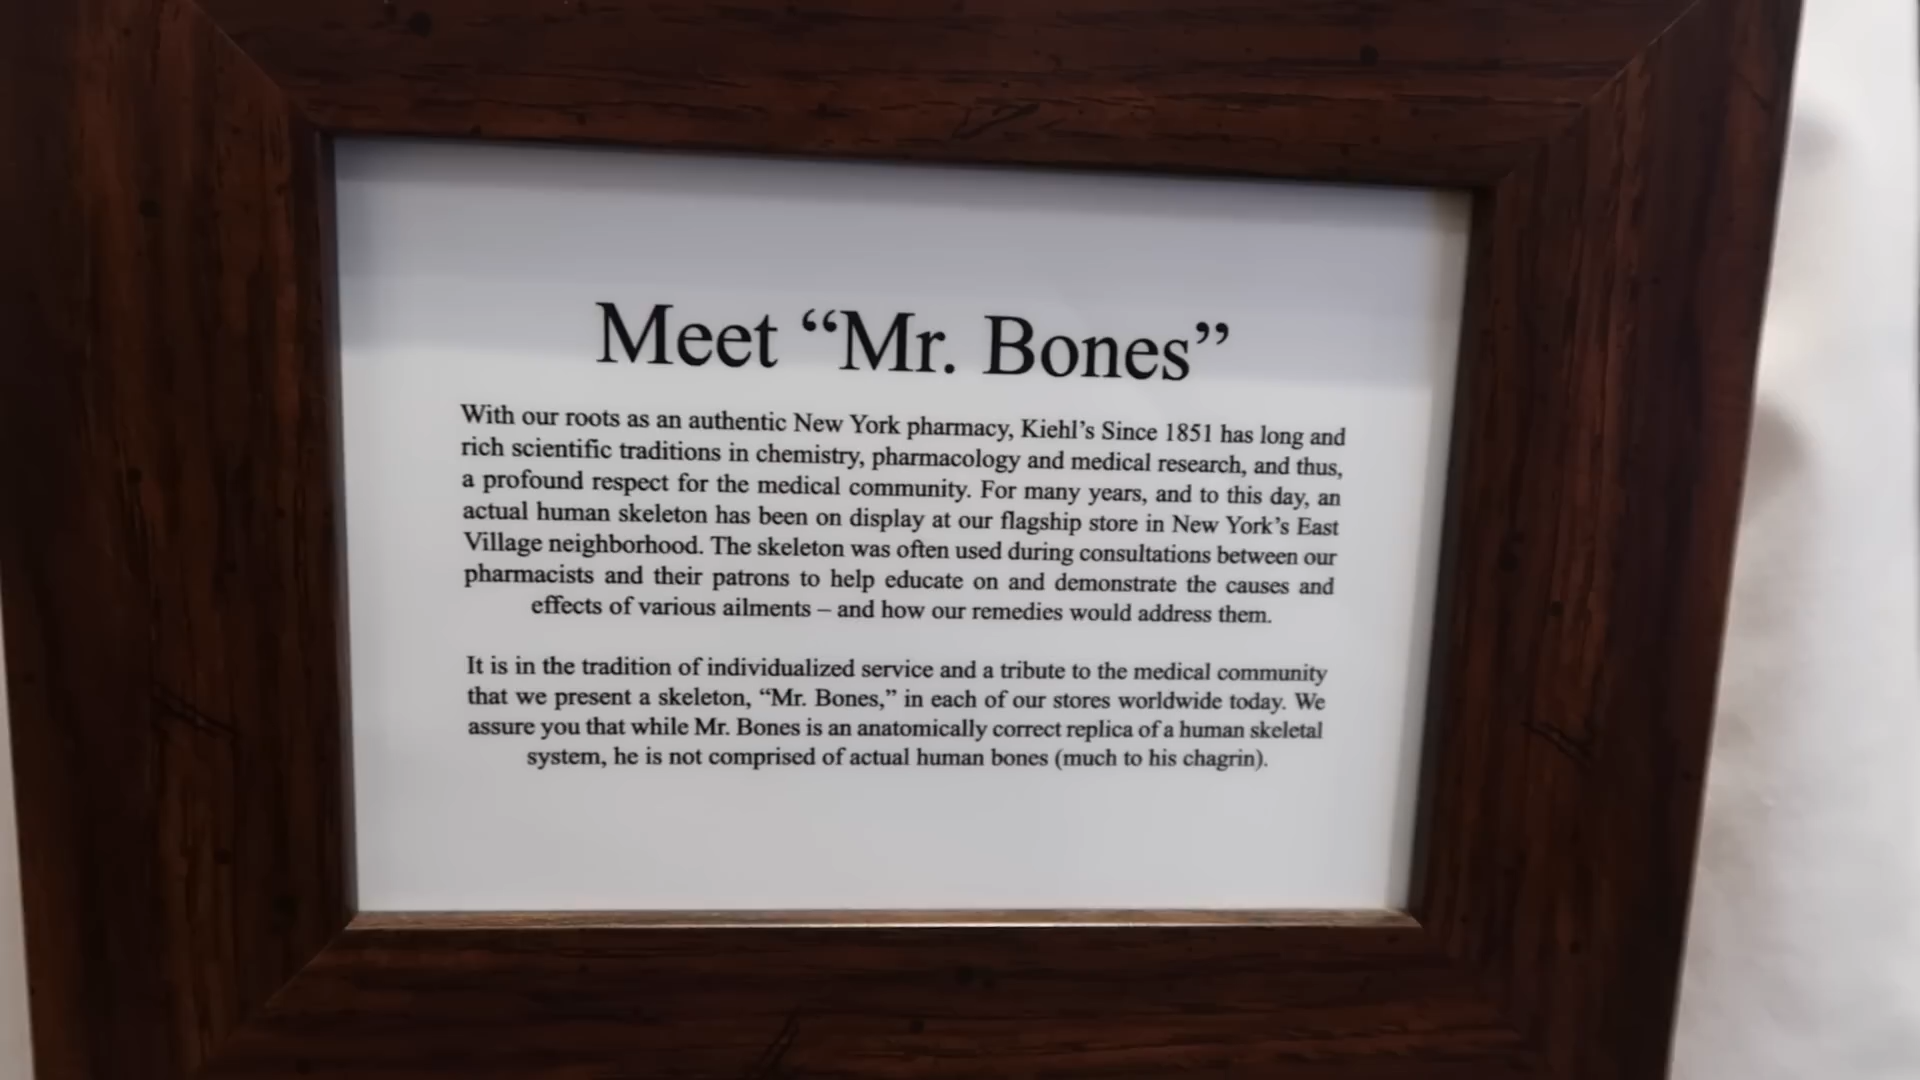 Meet “Mr. Bones”
With our roots as an authentic New York pharmacy, Kiehl’s Since 1851 has long and
rich scientific traditions in chemistry, pharmacology and medical research, and thus,
a profound respect for the medical community. For many years, and to this day, an
actual human skeleton has been on display at our flagship store in New York’s East
Village neighborhood. The skeleton was often used during consultations between our
pharmacists and their patrons to help educate on and demonstrate the causes and
effects of various ailments – and how our remedies would address them.
It is in the tradition of individualized service and a tribute to the medical community
that we present a skeleton, “Mr. Bones,” in each of our stores worldwide today. We
assure you that while Mr. Bones is an anatomically correct replica of a human skeletal
system, he is not comprised of actual human bones (much to his chagrin).